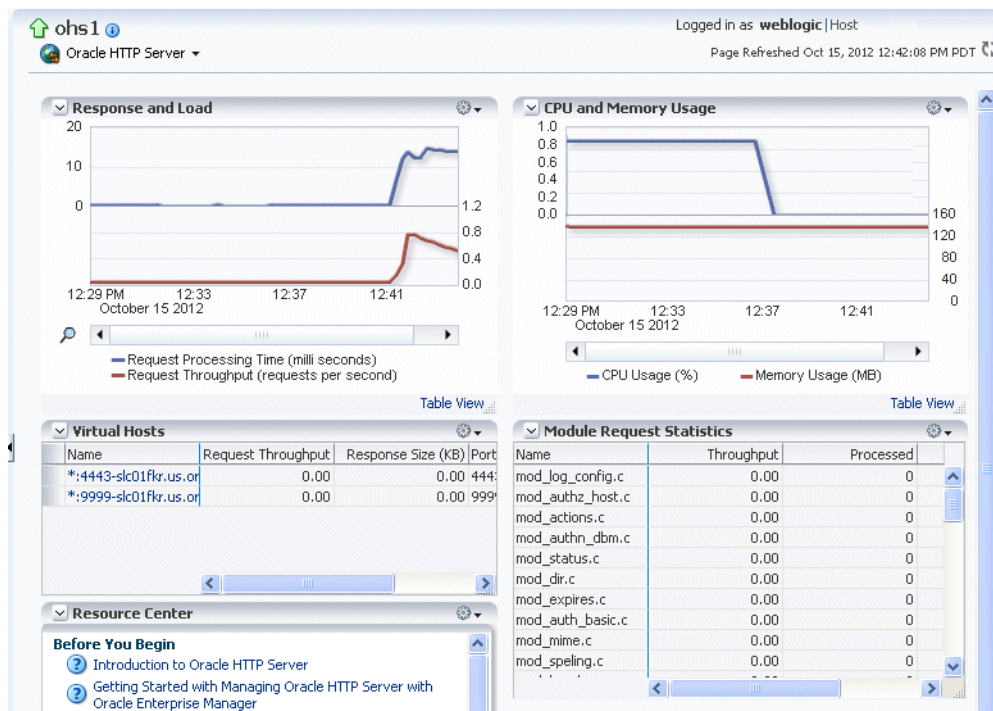 ohs1
Logged in as weblogic|Host
Oracle HTTP Server
Page Refreshed Oct 15, 2012 12:42:08 PM PDT
Response and Load
20
10
0
1.2
0.8
0.4
0.0
12:29 PM 12:33 12:37 12:41
October 15 2012
Request Processing Time (milli seconds)
Request Throughput (requests per second)
Table View
CPU and Memory Usage
1.0
0.8
0.6
0.4
0.2
0.0
160
120
80
40
0
12:29 PM 12:33 12:37 12:41
October 15 2012
CPU Usage (%) Memory Usage (MB)
Table View
Virtual Hosts
Name Request Throughput Response Size (KB) Port
*:4443-slc01fkr.us.or 0.00 0.00 444
*:9999-slc01fkr.us.or 0.00 0.00 999
Module Request Statistics
Name Throughput Processed
mod_log_config.c 0.00 0
mod_authz_host.c 0.00 0
mod_actions.c 0.00 0
mod_authn_dbm.c 0.00 0
mod_status.c 0.00 0
mod_dir.c 0.00 0
mod_expires.c 0.00 0
mod_auth_basic.c 0.00 0
mod_mime.c 0.00 0
mod_speling.c 0.00 0
Resource Center
Before You Begin
Introduction to Oracle HTTP Server
Getting Started with Managing Oracle HTTP Server with
Oracle Enterprise Manager